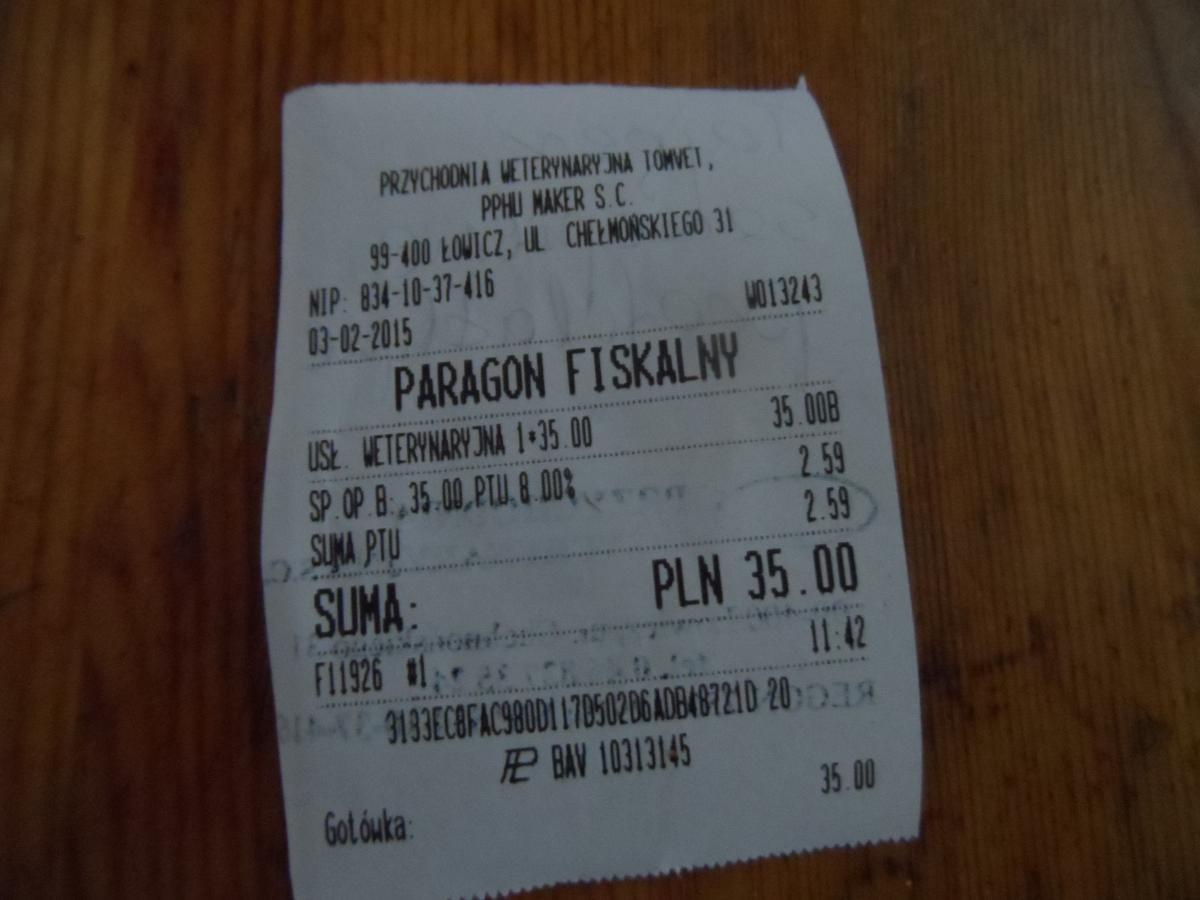 PRZYCHODNIA WETERYNARYJNA TOMVET,
PPHU MAKER S.C.
99-400 ŁOWICZ, UL CHEŁMOŃSKIEGO 31
NIP: 834-10-37-416
03-02-2015 W013243
PARAGON FISKALNY
USŁ. WETERYNARYJNA 1*35.00 35.00B
SP.OP.B: 35.00 PTU 8.00% 2.59
SUMA PTU 2.59
SUMA: PLN 35.00
F11926 #1 11:42
3193EC8FAC980D117D502D6ADB48721D 20
BAV 10313145
Gotówka: 35.00